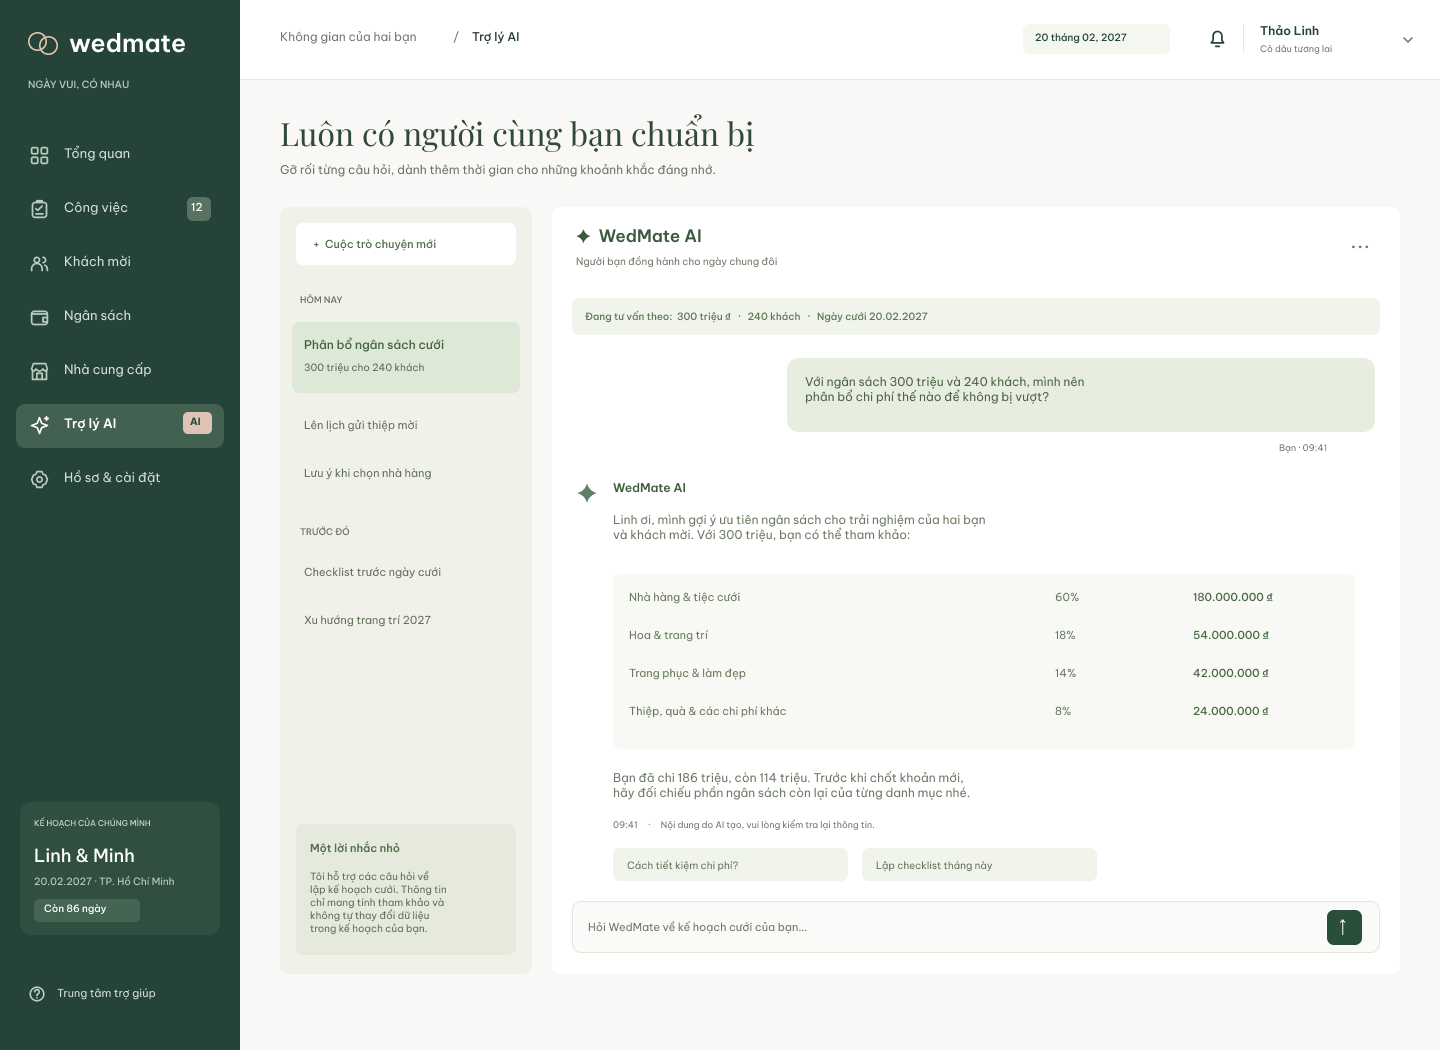 wedmate
NGÀY VUI, CÓ NHAU
Tổng quan
Công việc 12
Khách mời
Ngân sách
Nhà cung cấp
Trợ lý AI AI
Hồ sơ & cài đặt
KẾ HOẠCH CỦA CHÚNG MÌNH
Linh & Minh
20.02.2027 · TP. Hồ Chí Minh
Còn 86 ngày
Trung tâm trợ giúp
Không gian của hai bạn / Trợ lý AI
20 tháng 02, 2027
Thảo Linh
Cô dâu tương lai
Luôn có người cùng bạn chuẩn bị
Gỡ rối từng câu hỏi, dành thêm thời gian cho những khoảnh khắc đáng nhớ.
+ Cuộc trò chuyện mới
HÔM NAY
Phân bổ ngân sách cưới
300 triệu cho 240 khách
Lên lịch gửi thiệp mời
Lưu ý khi chọn nhà hàng
TRƯỚC ĐÓ
Checklist trước ngày cưới
Xu hướng trang trí 2027
Một lời nhắc nhỏ
Tôi hỗ trợ các câu hỏi về
lập kế hoạch cưới. Thông tin
chỉ mang tính tham khảo và
không tự thay đổi dữ liệu
trong kế hoạch của bạn.
WedMate AI
Người bạn đồng hành cho ngày chung đôi
Đang tư vấn theo: 300 triệu ₫ · 240 khách · Ngày cưới 20.02.2027
Với ngân sách 300 triệu và 240 khách, mình nên
phân bổ chi phí thế nào để không bị vượt?
Bạn · 09:41
WedMate AI
Linh ơi, mình gợi ý ưu tiên ngân sách cho trải nghiệm của hai bạn
và khách mời. Với 300 triệu, bạn có thể tham khảo:
Nhà hàng & tiệc cưới 60% 180.000.000 ₫
Hoa & trang trí 18% 54.000.000 ₫
Trang phục & làm đẹp 14% 42.000.000 ₫
Thiệp, quà & các chi phí khác 8% 24.000.000 ₫
Bạn đã chi 186 triệu, còn 114 triệu. Trước khi chốt khoản mới,
hãy đối chiếu phần ngân sách còn lại của từng danh mục nhé.
09:41 · Nội dung do AI tạo, vui lòng kiểm tra lại thông tin.
Cách tiết kiệm chi phí?
Lập checklist tháng này
Hỏi WedMate về kế hoạch cưới của bạn...